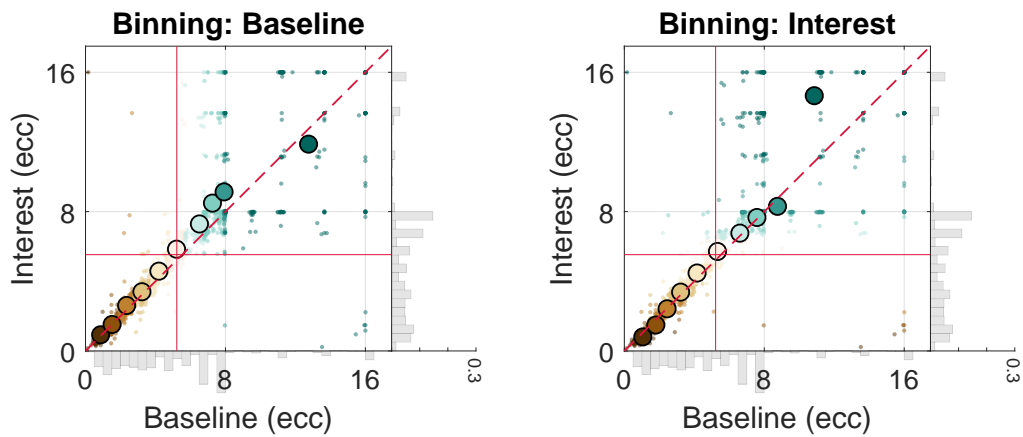 Binning: Baseline
Binning: Interest
16
8
0
Interest (ecc)
0
8
16
0.3
Baseline (ecc)
16
8
0
Interest (ecc)
0
8
16
0.3
Baseline (ecc)